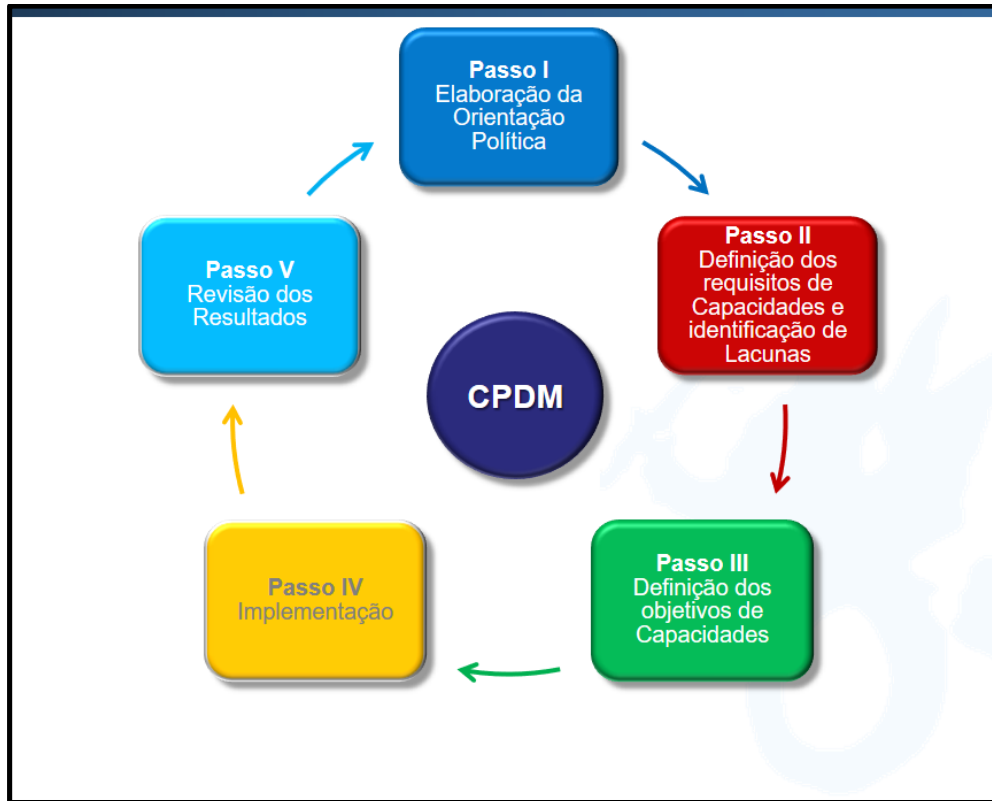 Passo I
Elaboração da
Orientação
Política
Passo II
Definição dos
requisitos de
Capacidades e
identificação de
Lacunas
Passo V
Revisão dos
Resultados
CPDM
Passo III
Definição dos
objetivos de
Capacidades
Passo IV
Implementação